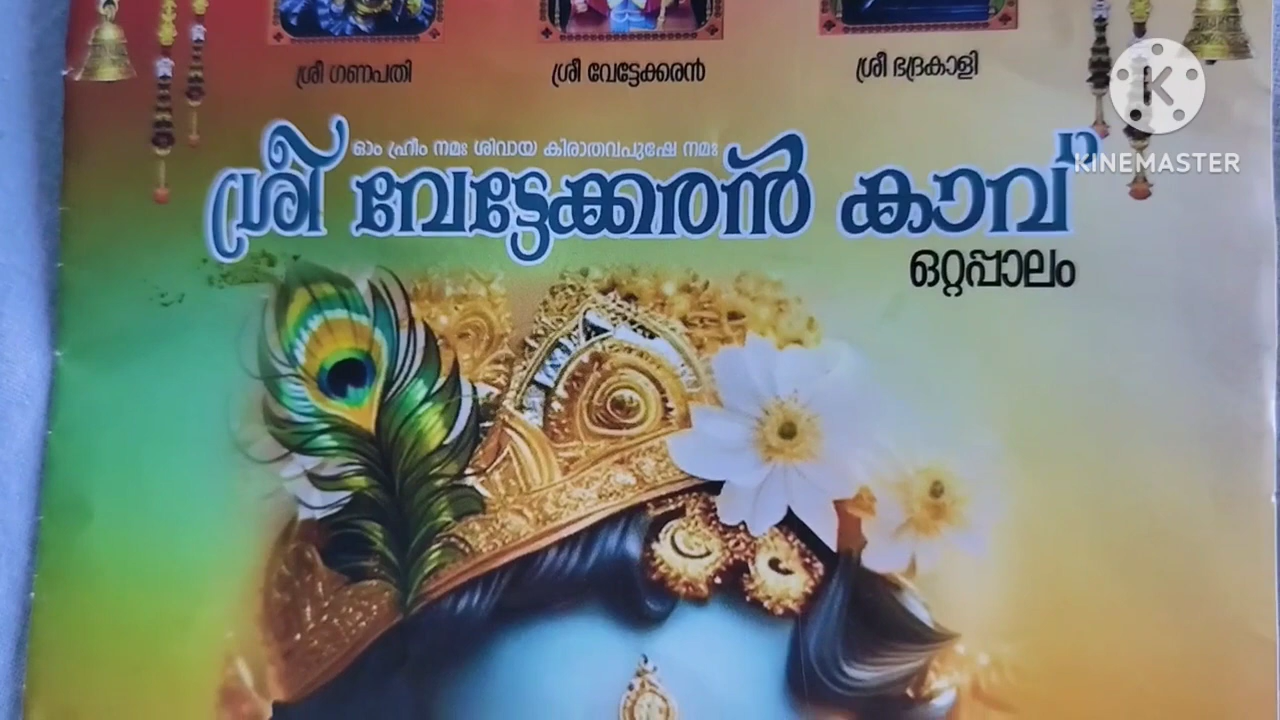 ശ്രീ ഗണപതി
ശ്രീ വേട്ടേക്കരൻ
ശ്രീ ഭദ്രകാളി
ഓം ഹ്രീം നമഃ ശിവായ കിരാതവപുഷേ നമഃ
ശ്രീ വേട്ടേക്കരൻ കാവ്
ഒറ്റപ്പാലം
K
KINEMASTER